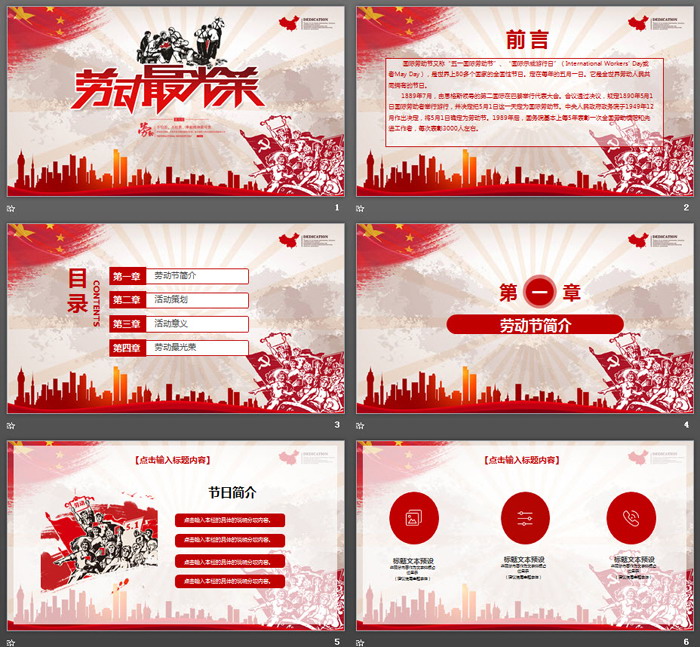 DEDICATION
劳动最光荣
1
DEDICATION
前言
国际劳动节又称“五一国际劳动节”、“国际示威游行日”（International Workers' Day或
者May Day），是世界上80多个国家的全国性节日。定在每年的五月一日。它是全世界劳动人民共
同拥有的节日。
1889年7月，由恩格斯领导的第二国际在巴黎举行代表大会。会议通过决议，规定1890年5月1
日国际劳动者举行游行，并决定把5月1日这一天定为国际劳动节。中央人民政府政务院于1949年12
月作出决定，将5月1日确定为劳动节。1989年后，国务院基本上每5年表彰一次全国劳动模范和先
进工作者，每次表彰3000人左右。
2
DEDICATION
目录
CONTENTS
第一章 劳动节简介
第二章 活动策划
第三章 活动意义
第四章 劳动最光荣
3
DEDICATION
第一章
劳动节简介
4
DEDICATION
【点击输入标题内容】
节日简介
5.1
点击输入本栏的具体的说明分切内容。
点击输入本栏的具体的说明分切内容。
点击输入本栏的具体的说明分切内容。
点击输入本栏的具体的说明分切内容。
5
DEDICATION
【点击输入标题内容】
标题文本预设
标题文本预设
标题文本预设
6